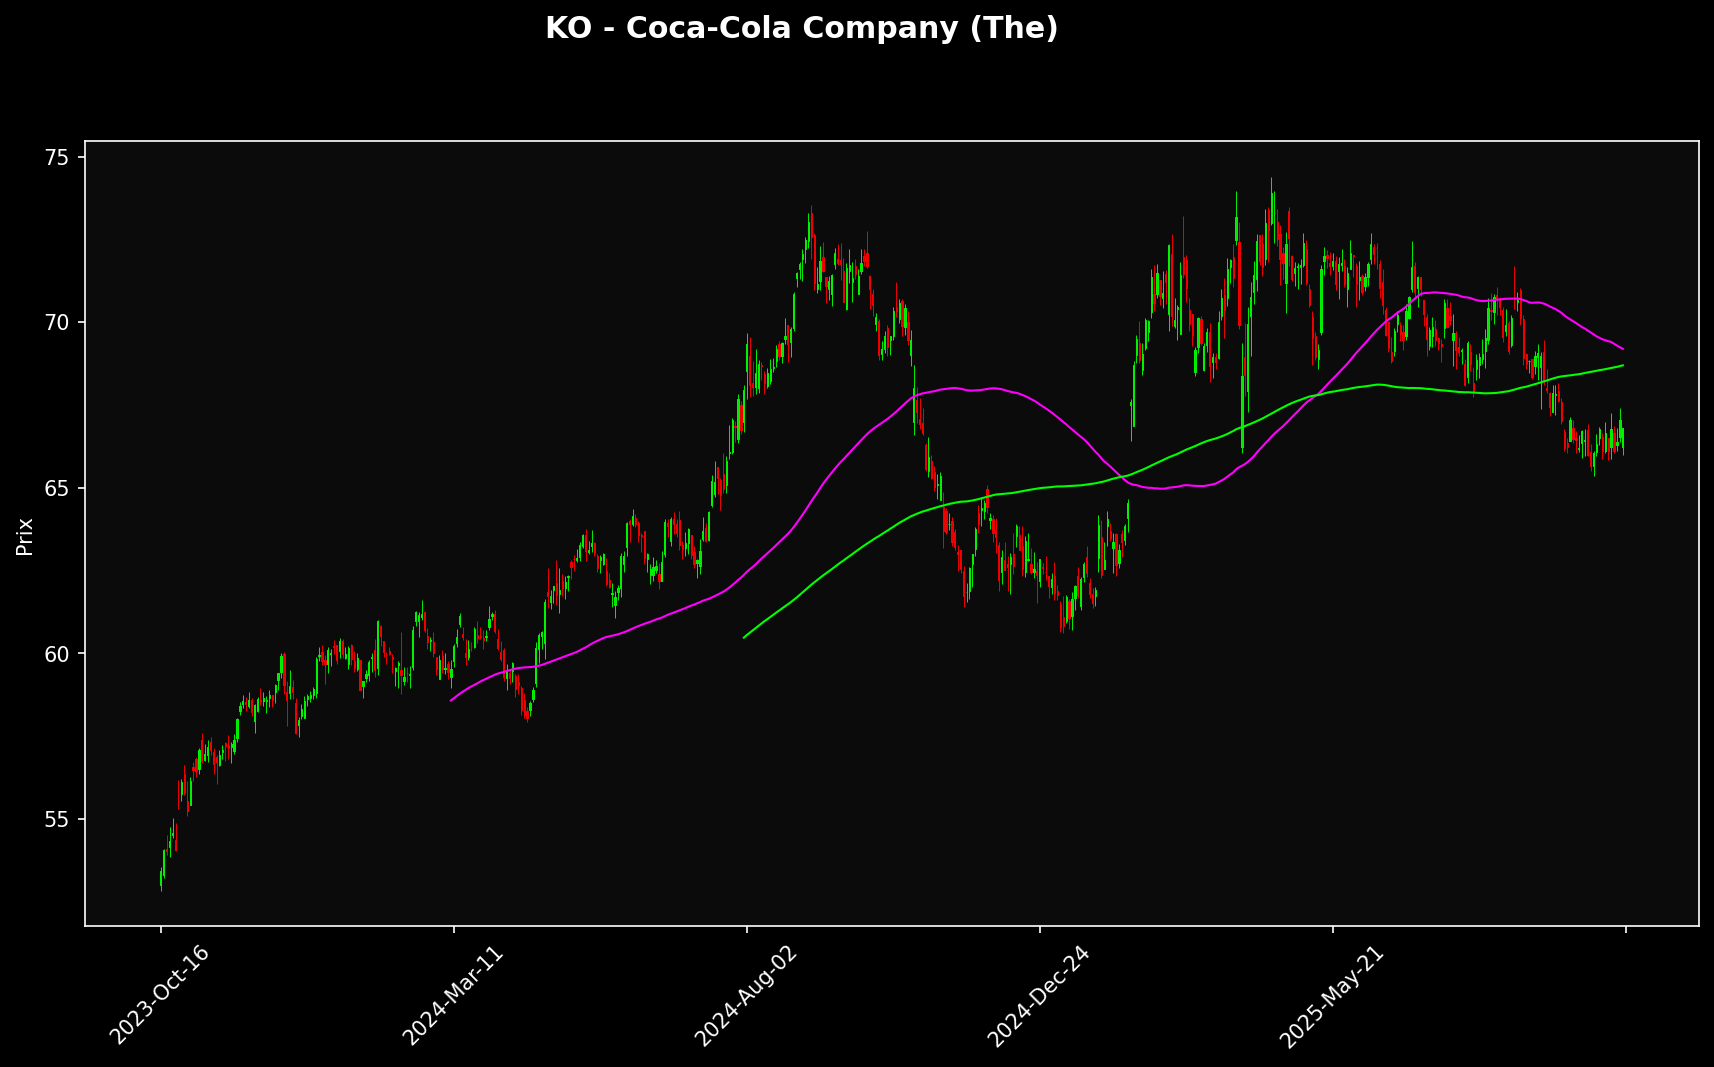 KO - Coca-Cola Company (The)
75
70
65
60
55
Prix
2023-Oct-16
2024-Mar-11
2024-Aug-02
2024-Dec-24
2025-May-21